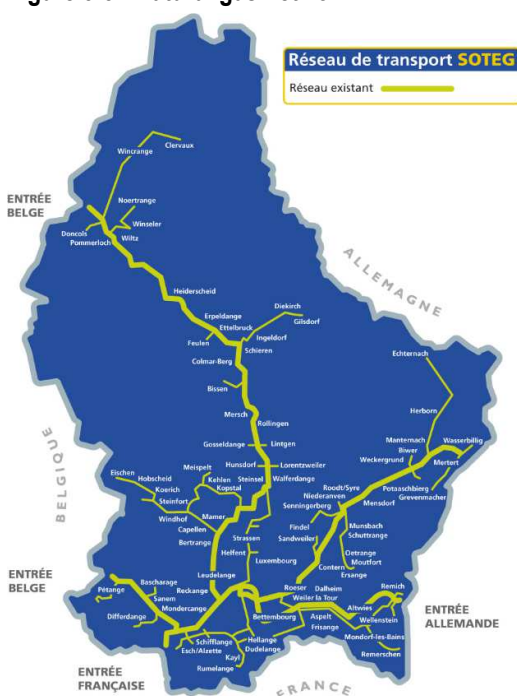 Réseau de transport SOTEG
Réseau existant
Clervaux
Wincrange
ENTRÉE
BELGE
Noertrange
Winseler
Doncols
Pommerloch
Wiltz
ALLEMAGNE
Heiderscheid
Diekirch
Erpeldange
Gilsdorf
Ettelbruck
Ingeldorf
Feulen
Schieren
Colmar-Berg
Echternach
Bissen
Mersch
Rollingen
Herborn
BELGIQUE
Gosseldange
Lintgen
Manternach
Wasserbillig
Biwer
Weckergrund
Mertert
Meispelt
Hunsdorf
Lorentzweiler
Eischen
Hobscheid
Kehlen
Steinsel
Walferdange
Roodt/Syre
Potaaschbierg
Koerich
Kopstal
Niederanven
Mensdorf
Grevenmacher
Steinfort
Senningerberg
Windhof
Mamer
Findel
Munsbach
Capellen
Strassen
Sandweiler
Schuttrange
Bertrange
Helfent
Oetrange
Luxembourg
Moutfort
Contern
Ersange
ENTRÉE
BELGE
Leudelange
Bascharage
Reckange
Roeser
Dalheim
Remich
Pétange
Sanem
Weiler la Tour
Mondercange
Altwies
ENTRÉE
ALLEMANDE
Differdange
Bettembourg
Aspelt
Wellenstein
Frisange
Schifflange
Hellange
Mondorf-les-Bains
Esch/Alzette
Dudelange
Kayl
Remerschen
Rumelange
ENTRÉE
FRANÇAISE
FRANCE